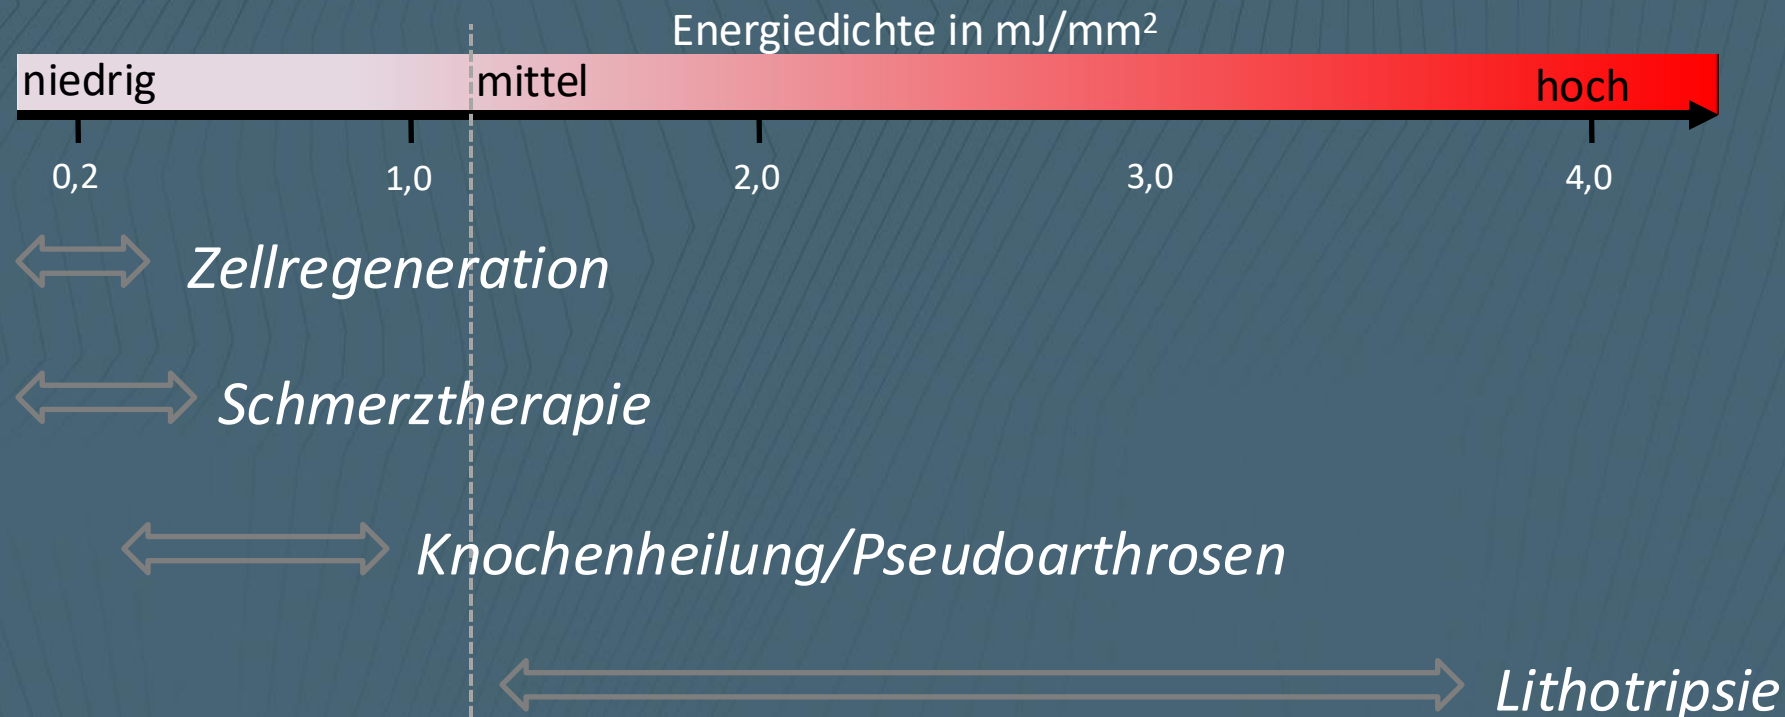 Energiedichte in mJ/mm²
niedrig mittel hoch
0,2 1,0 2,0 3,0 4,0
Zellregeneration
Schmerztherapie
Knochenheilung/Pseudoarthrosen
Lithotripsie